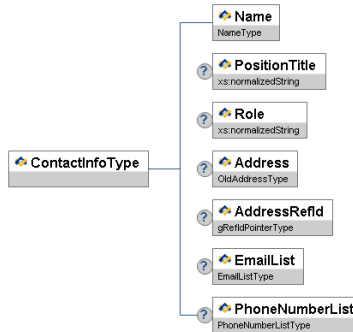 Name
NameType
?
PositionTitle
xs:normalizedString
?
Role
xs:normalizedString
ContactInfoType
?
Address
OldAddressType
?
AddressRefId
gRefIdPointerType
?
EmailList
EmailListType
?
PhoneNumberList
PhoneNumberListType